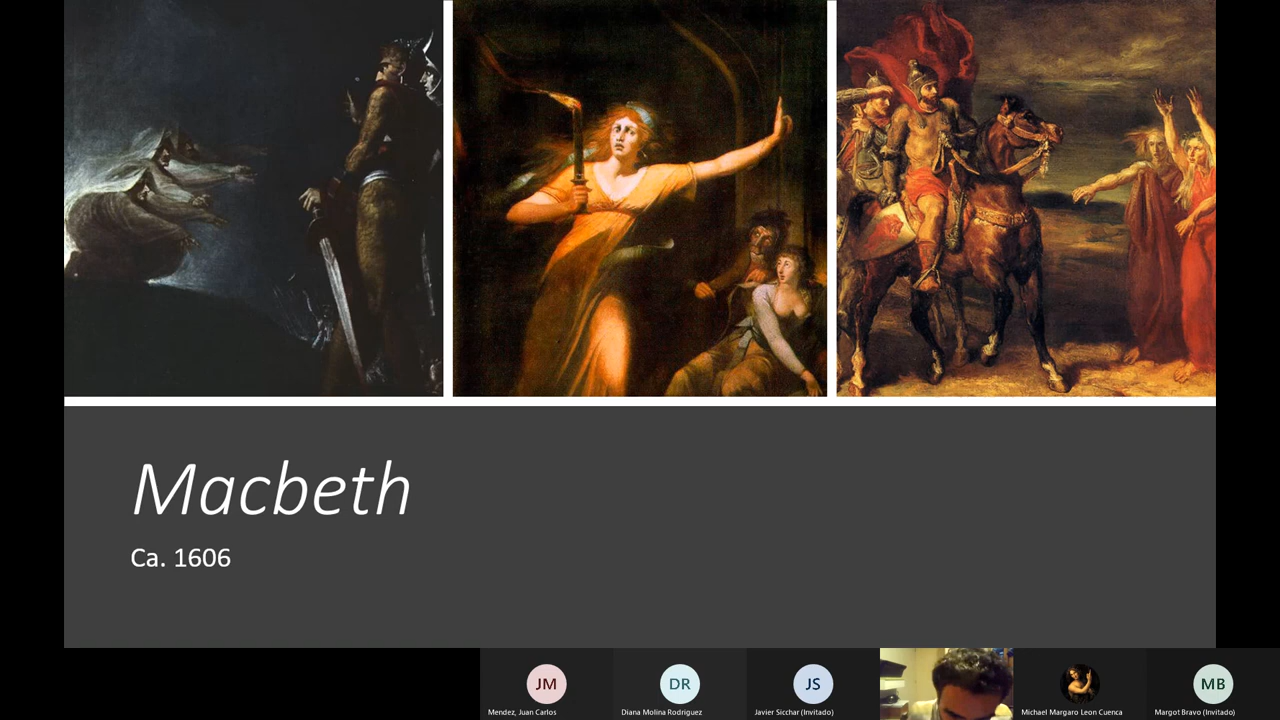 Macbeth
Ca. 1606
JM
DR
JS
MB
Mendez, Juan Carlos
Diana Molina Rodriguez
Javier Sicchar (Invitado)
Michael Margaro Leon Cuenca
Margot Bravo (Invitado)